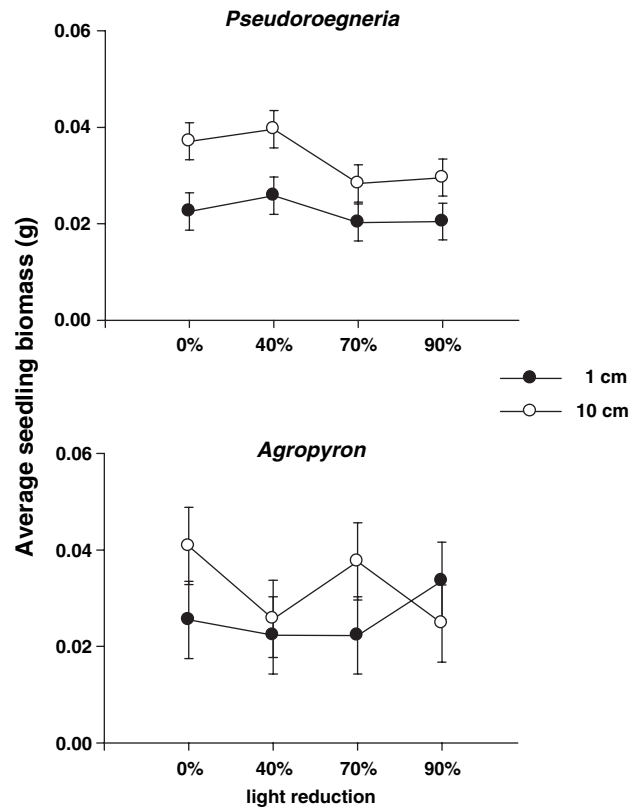 Pseudoroegneria
0.06
0.04
0.02
0.00
0% 40% 70% 90%
Average seedling biomass (g)
1 cm
10 cm
Agropyron
0.06
0.04
0.02
0.00
0% 40% 70% 90%
light reduction